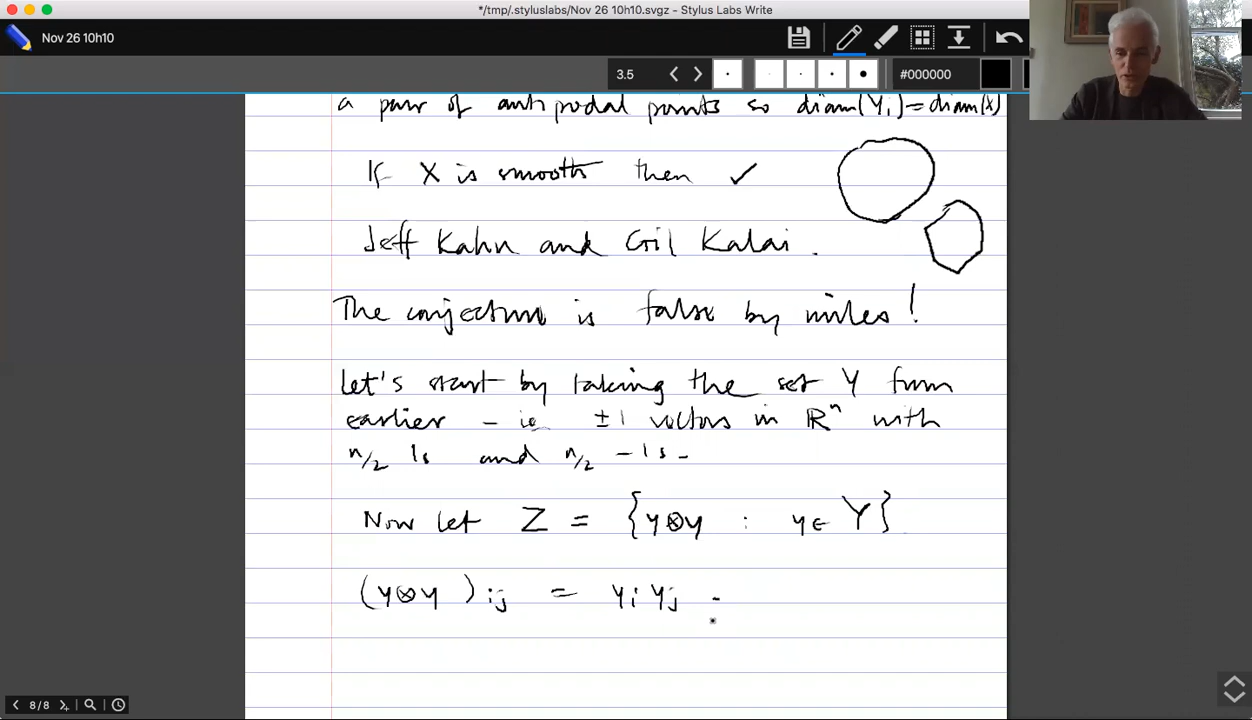 */tmp/.styluslabs/Nov 26 10h10.svgz - Stylus Labs Write
Nov 26 10h10
3.5
#000000
a pair of antipodal points so diam(Yi)=diam(X)
If X is smooth then ✓
Jeff Kahn and Gil Kalai.
The conjecture is false by miles!
Let's start by taking the set Y from
earlier - ie ±1 vectors in ℝⁿ with
n/2 1s and n/2 -1s.
Now let Z = {y⊗y : y∈Y}.
(y⊗y)ij = yi yj .
8/8